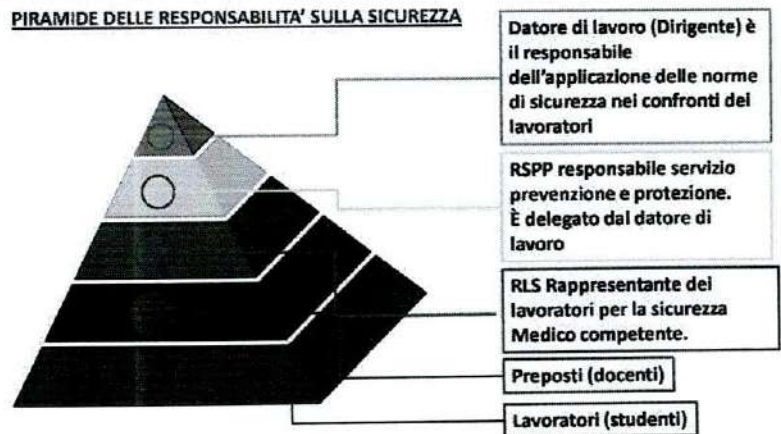 PIRAMIDE DELLE RESPONSABILITA' SULLA SICUREZZA
Datore di lavoro (Dirigente) è
il responsabile
dell'applicazione delle norme
di sicurezza nei confronti dei
lavoratori
RSPP responsabile servizio
prevenzione e protezione.
È delegato dal datore di
lavoro
RLS Rappresentante dei
lavoratori per la sicurezza
Medico competente.
Preposti (docenti)
Lavoratori (studenti)